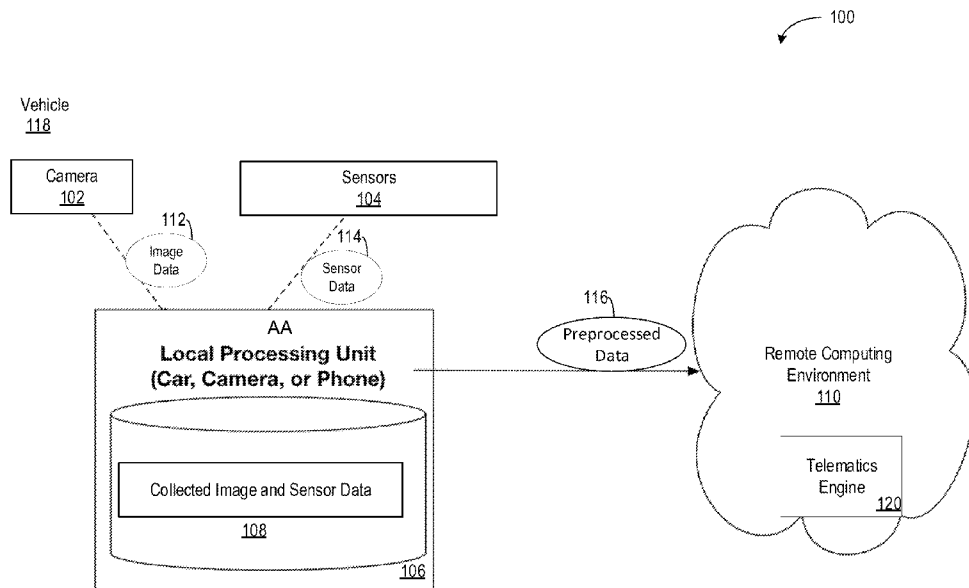 100
Vehicle
118
Camera
102
Sensors
104
112
Image
Data
114
Sensor
Data
AA
Local Processing Unit
(Car, Camera, or Phone)
116
Preprocessed
Data
Remote Computing
Environment
110
Collected Image and Sensor Data
108
106
Telematics
Engine
120